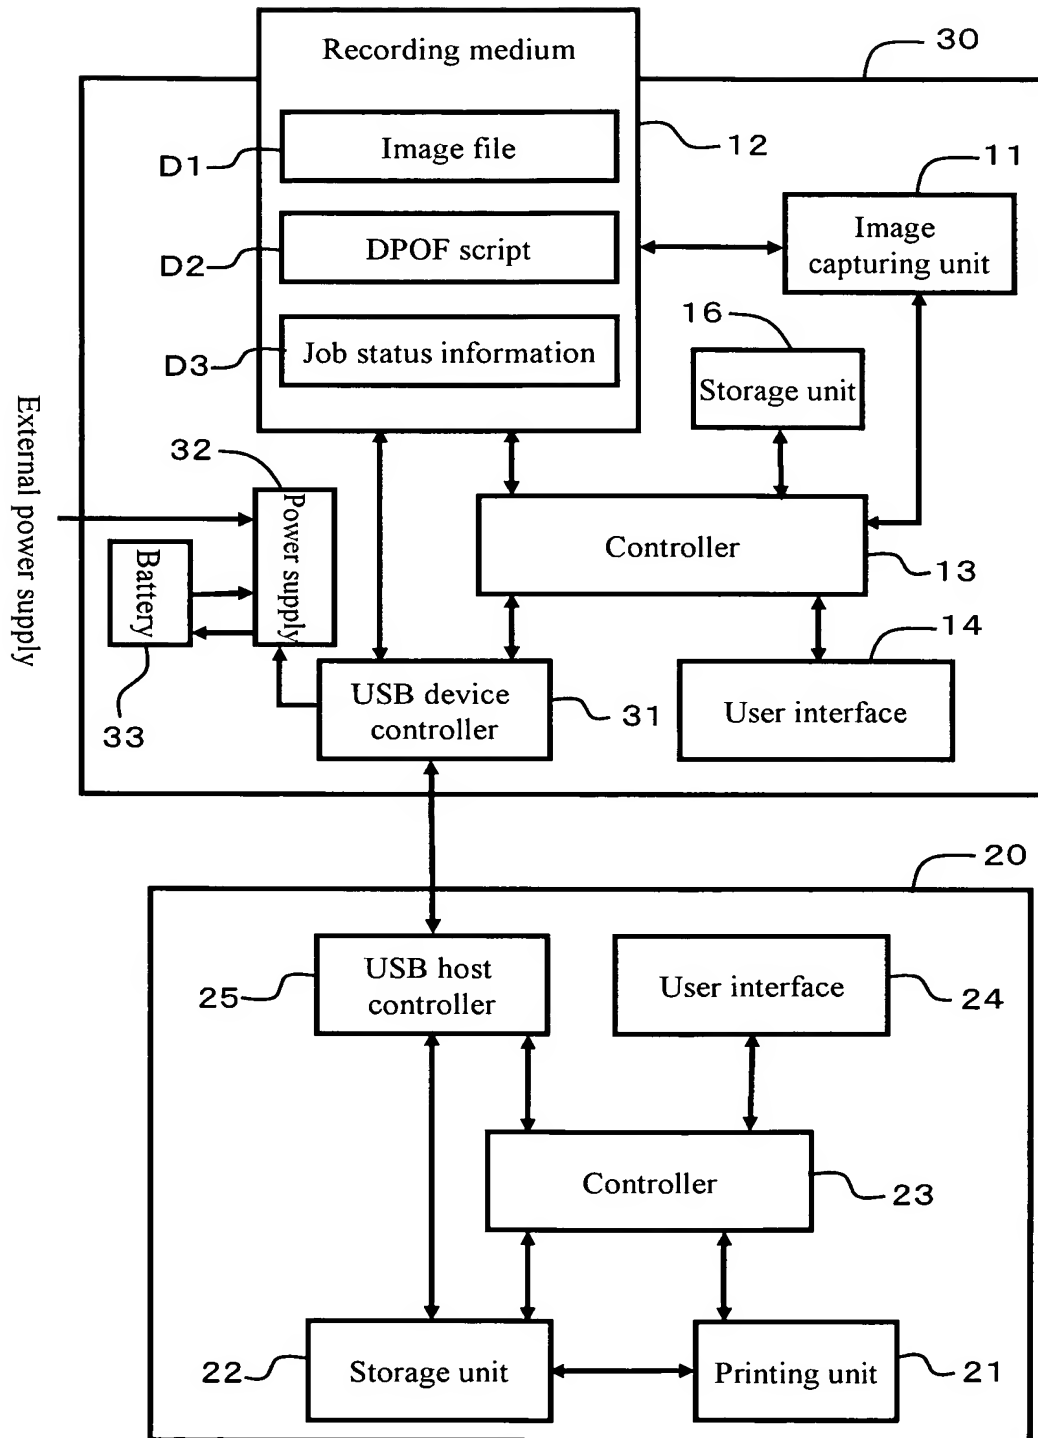 30
Recording medium
12
D1
Image file
11
Image
capturing unit
D2
DPOF script
16
D3
Job status information
Storage unit
External power supply
32
Power supply
Controller
13
Battery
33
14
USB device
controller
31
User interface
20
25
USB host
controller
User interface
24
Controller
23
22
Storage unit
Printing unit
21